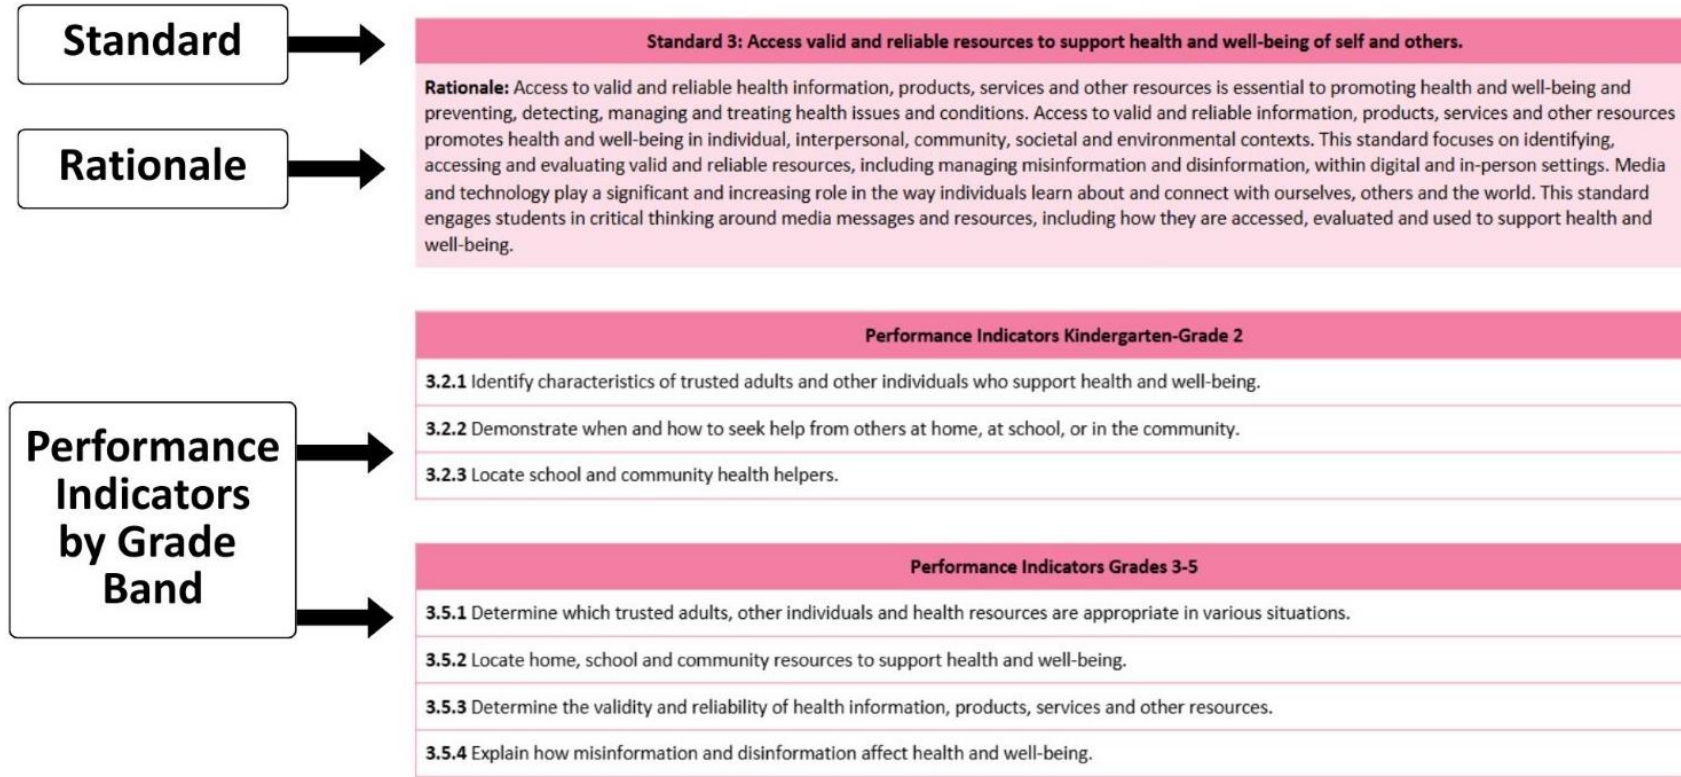 Standard
Standard 3: Access valid and reliable resources to support health and well-being of self and others.
Rationale
Rationale: Access to valid and reliable health information, products, services and other resources is essential to promoting health and well-being and
preventing, detecting, managing and treating health issues and conditions. Access to valid and reliable information, products, services and other resources
promotes health and well-being in individual, interpersonal, community, societal and environmental contexts. This standard focuses on identifying,
accessing and evaluating valid and reliable resources, including managing misinformation and disinformation, within digital and in-person settings. Media
and technology play a significant and increasing role in the way individuals learn about and connect with ourselves, others and the world. This standard
engages students in critical thinking around media messages and resources, including how they are accessed, evaluated and used to support health and
well-being.
Performance
Indicators
by Grade
Band
Performance Indicators Kindergarten-Grade 2
3.2.1 Identify characteristics of trusted adults and other individuals who support health and well-being.
3.2.2 Demonstrate when and how to seek help from others at home, at school, or in the community.
3.2.3 Locate school and community health helpers.
Performance Indicators Grades 3-5
3.5.1 Determine which trusted adults, other individuals and health resources are appropriate in various situations.
3.5.2 Locate home, school and community resources to support health and well-being.
3.5.3 Determine the validity and reliability of health information, products, services and other resources.
3.5.4 Explain how misinformation and disinformation affect health and well-being.